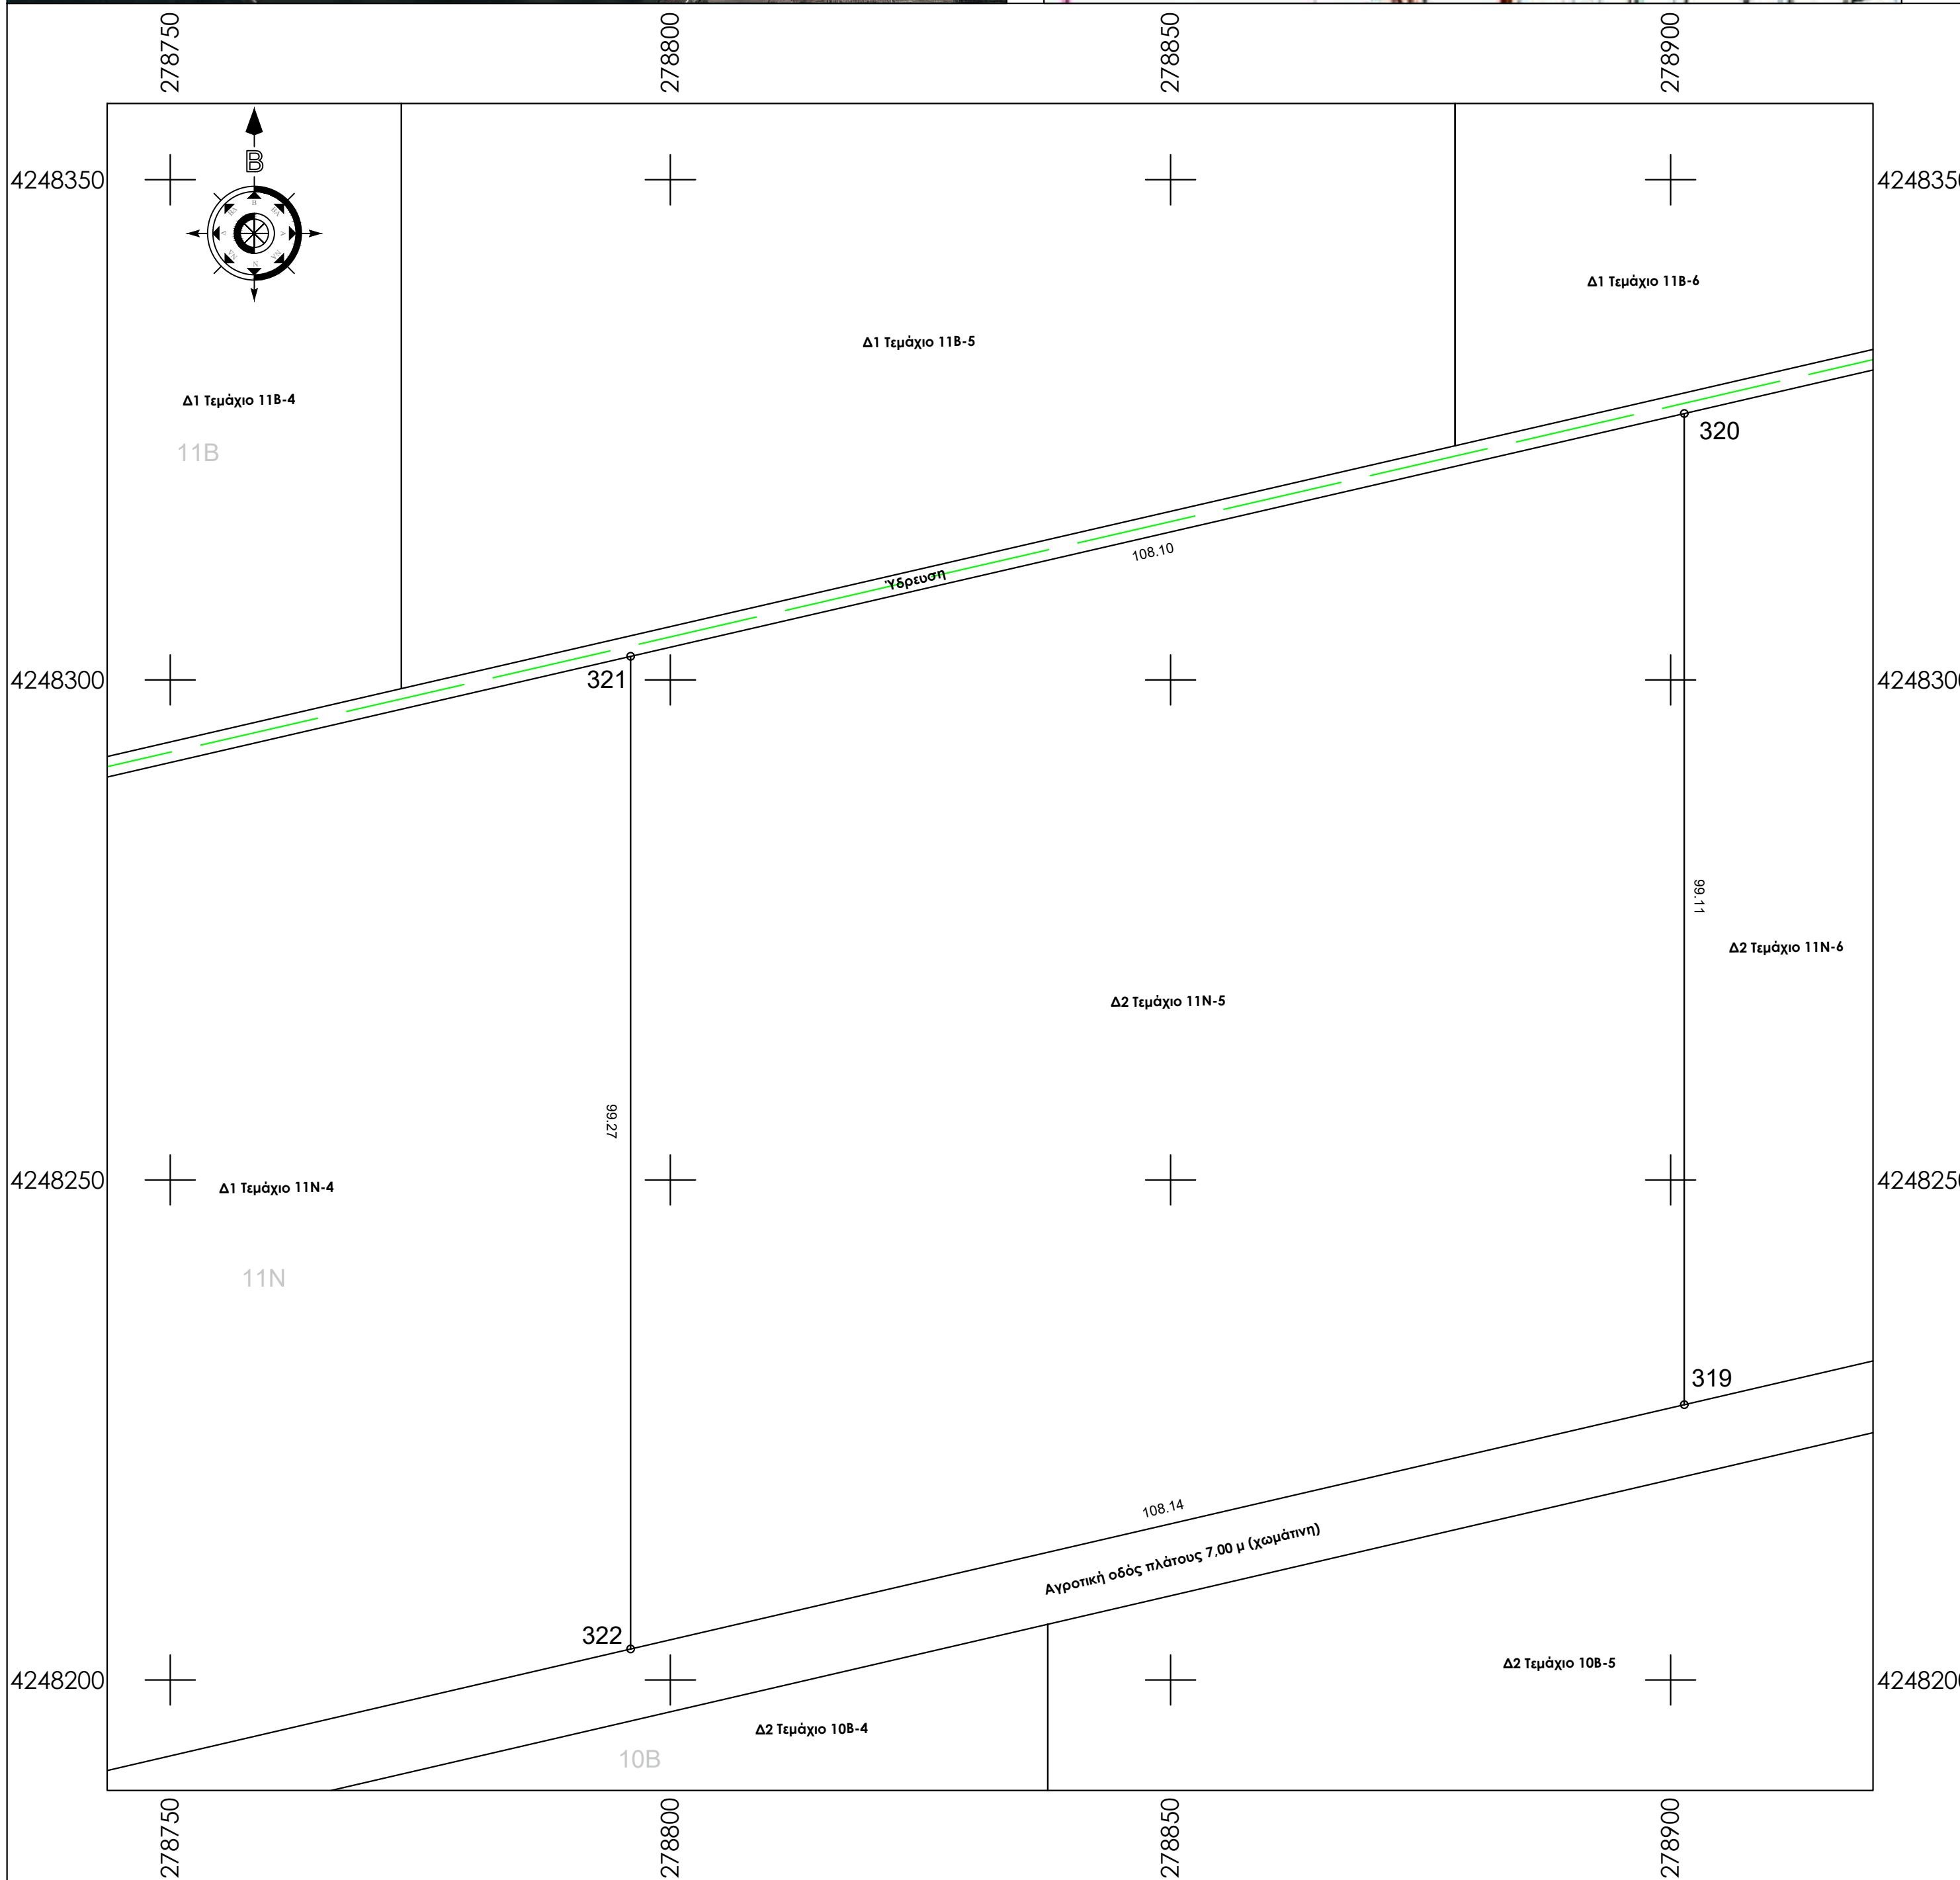 278750
278800
278850
278900
4248350
4248350
B
Δ1 Τεμάχιο 11Β-6
Δ1 Τεμάχιο 11Β-5
Δ1 Τεμάχιο 11Β-4
11Β
320
108.10
Ύδρευση
321
4248300
4248300
99.11
Δ2 Τεμάχιο 11Ν-6
Δ2 Τεμάχιο 11Ν-5
99.27
4248250
4248250
Δ1 Τεμάχιο 11Ν-4
11Ν
319
108.14
Αγροτική οδός πλάτους 7,00 μ (χωμάτινη)
322
4248200
4248200
Δ2 Τεμάχιο 10Β-5
Δ2 Τεμάχιο 10Β-4
10Β
278750
278800
278850
278900